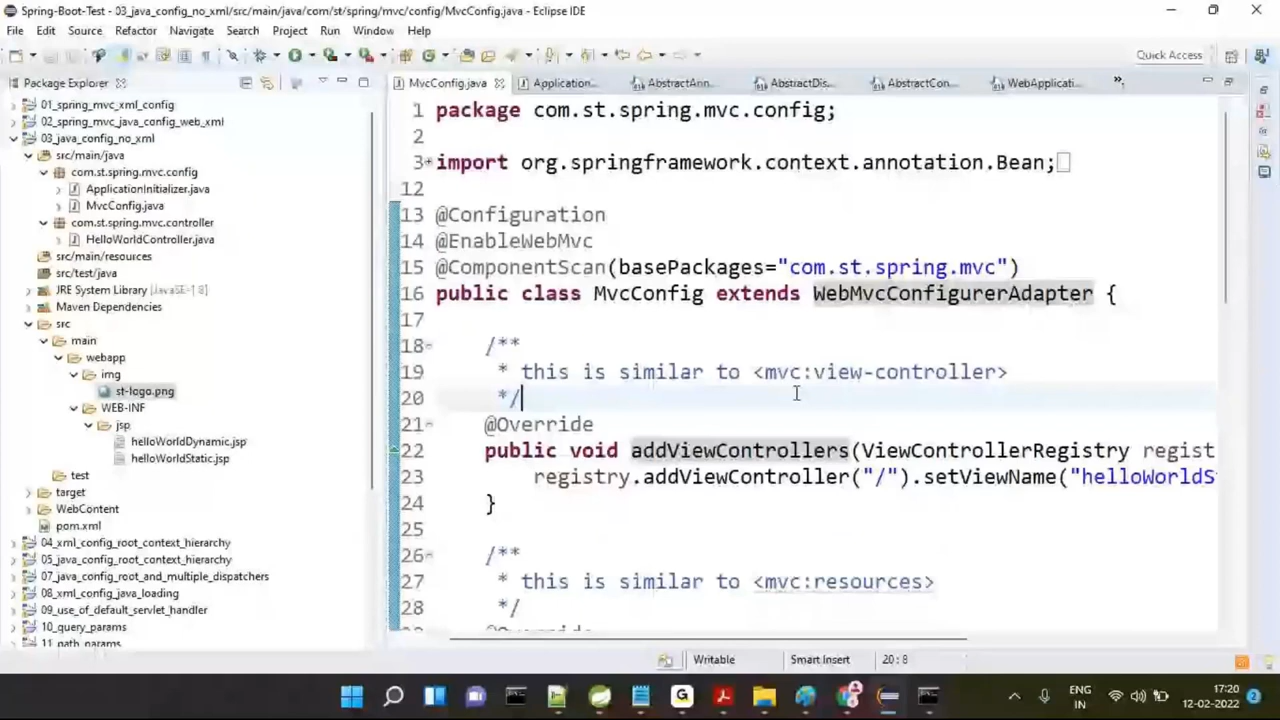 Spring-Boot-Test - 03_java_config_no_xml/src/main/java/com/st/spring/mvc/config/MvcConfig.java - Eclipse IDE
File Edit Source Refactor Navigate Search Project Run Window Help
Quick Access
Package Explorer
MvcConfig.java
Application...
AbstractAnn...
AbstractDis...
AbstractCon...
WebApplicati...
01_spring_mvc_xml_config
02_spring_mvc_java_config_web_xml
03_java_config_no_xml
src/main/java
com.st.spring.mvc.config
ApplicationInitializer.java
MvcConfig.java
com.st.spring.mvc.controller
HelloWorldController.java
src/main/resources
src/test/java
JRE System Library [JavaSE-1.8]
Maven Dependencies
src
main
webapp
img
st-logo.png
WEB-INF
jsp
helloWorldDynamic.jsp
helloWorldStatic.jsp
test
target
WebContent
pom.xml
04_xml_config_root_context_hierarchy
05_java_config_root_context_hierarchy
07_java_config_root_and_multiple_dispatchers
08_xml_config_java_loading
09_use_of_default_servlet_handler
10_query_params
11_path_params
1 package com.st.spring.mvc.config;
2
3 import org.springframework.context.annotation.Bean;
12
13 @Configuration
14 @EnableWebMvc
15 @ComponentScan(basePackages="com.st.spring.mvc")
16 public class MvcConfig extends WebMvcConfigurerAdapter {
17
18 /**
19 * this is similar to <mvc:view-controller>
20 */
21 @Override
22 public void addViewControllers(ViewControllerRegistry regist
23 registry.addViewController("/").setViewName("helloWorldS
24 }
25
26 /**
27 * this is similar to <mvc:resources>
28 */
@Override
Writable Smart Insert 20 : 8
ENG
IN
17:20
12-02-2022
2